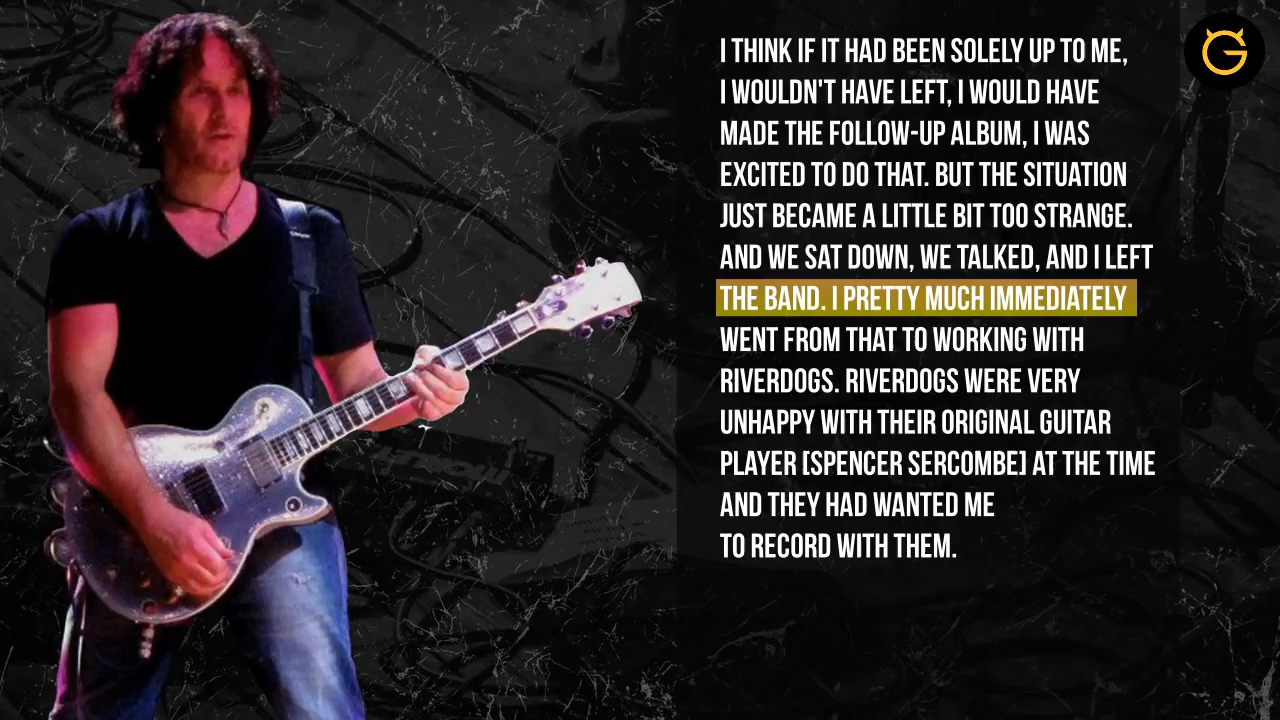 I THINK IF IT HAD BEEN SOLELY UP TO ME,
I WOULDN'T HAVE LEFT, I WOULD HAVE
MADE THE FOLLOW-UP ALBUM, I WAS
EXCITED TO DO THAT. BUT THE SITUATION
JUST BECAME A LITTLE BIT TOO STRANGE.
AND WE SAT DOWN, WE TALKED, AND I LEFT
THE BAND. I PRETTY MUCH IMMEDIATELY
WENT FROM THAT TO WORKING WITH
RIVERDOGS. RIVERDOGS WERE VERY
UNHAPPY WITH THEIR ORIGINAL GUITAR
PLAYER [SPENCER SERCOMBE] AT THE TIME
AND THEY HAD WANTED ME
TO RECORD WITH THEM.